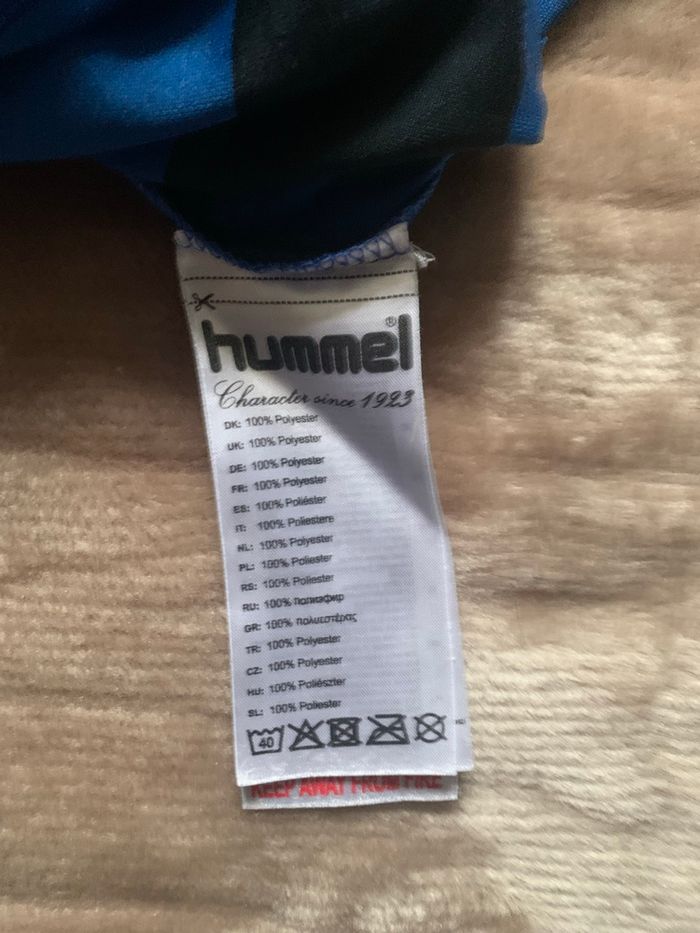 hummel®
Character since 1923
DK: 100% Polyester
UK: 100% Polyester
DE: 100% Polyester
FR: 100% Polyester
ES: 100% Poliéster
IT: 100% Poliestere
NL: 100% Polyester
PL: 100% Poliester
RS: 100% Poliester
RU: 100% Полиафир
GR: 100% πολυεστέρας
TR: 100% Polyester
CZ: 100% Polyester
HU: 100% Poliészter
SL: 100% Poliester
40
KEEP AWAY FROM FIRE